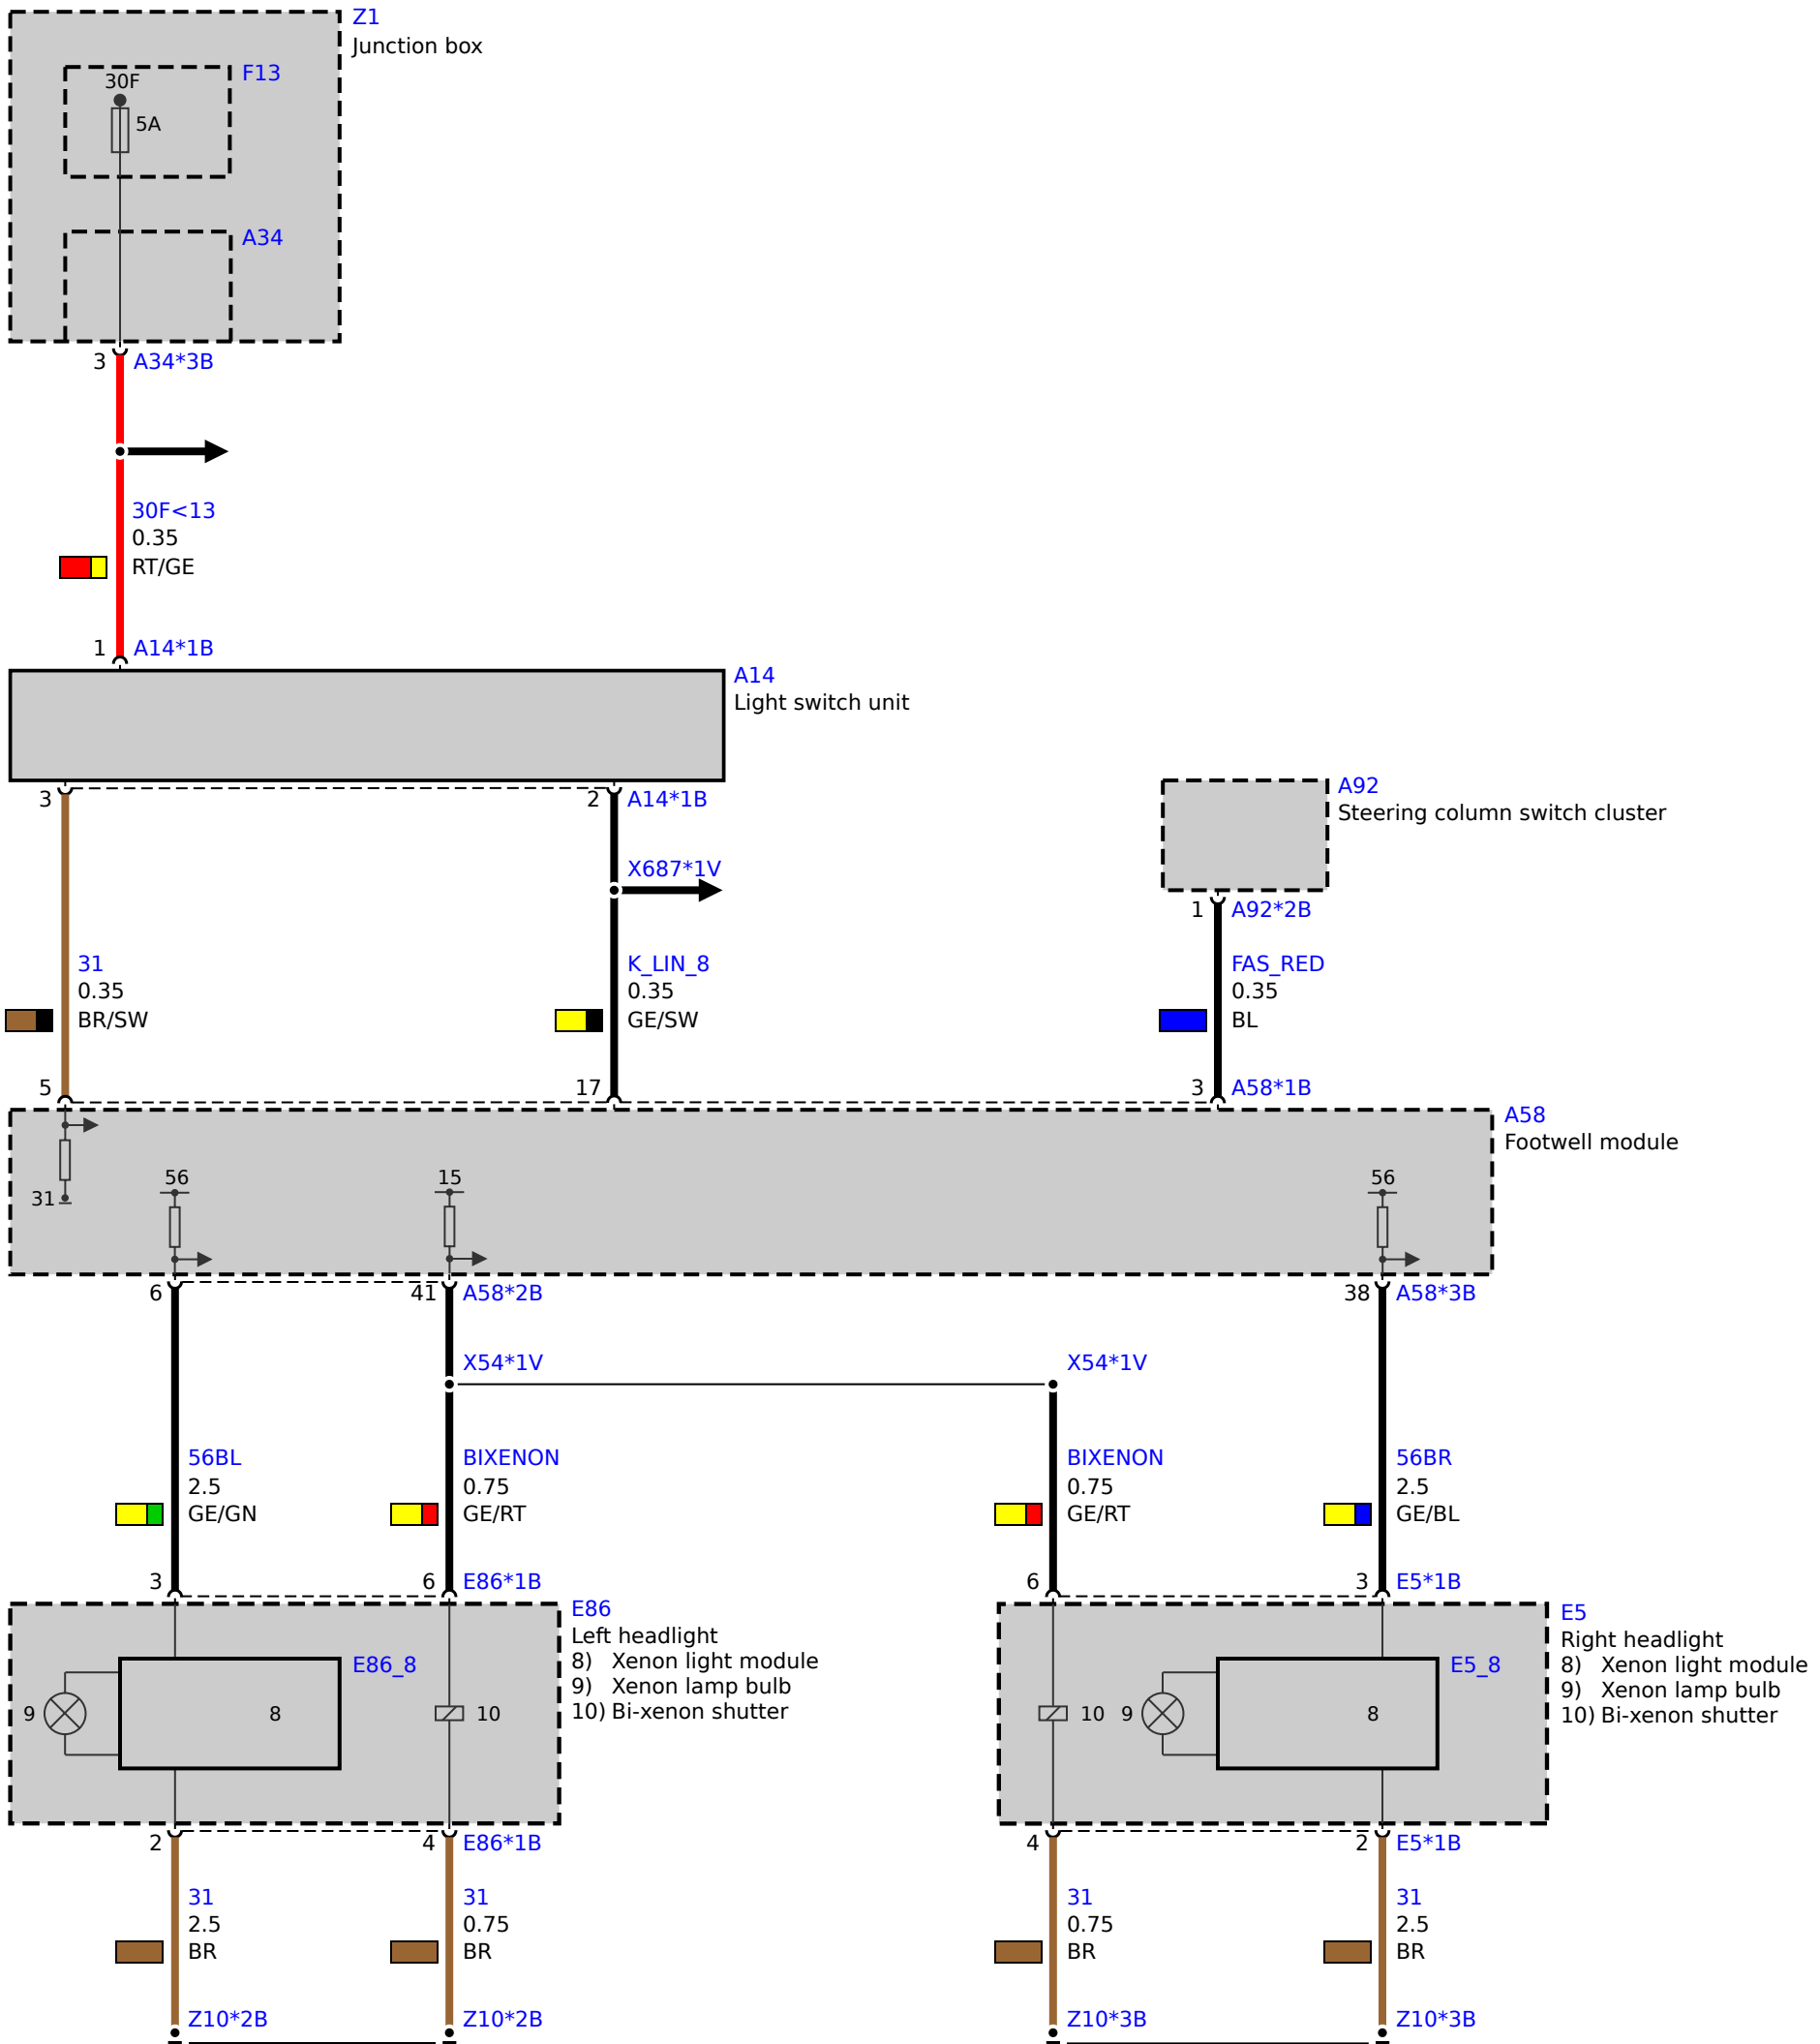 Z1
Junction box
F13
30F
5A
A34
3 A34*3B
30F<13
0.35
RT/GE
1 A14*1B
A14
Light switch unit
3
2 A14*1B
A92
Steering column switch cluster
X687*1V
1 A92*2B
31
0.35
BR/SW
K_LIN_8
0.35
GE/SW
FAS_RED
0.35
BL
5
17
3 A58*1B
A58
Footwell module
31
56
15
56
6
41 A58*2B
38 A58*3B
X54*1V
X54*1V
56BL
2.5
GE/GN
BIXENON
0.75
GE/RT
BIXENON
0.75
GE/RT
56BR
2.5
GE/BL
3
6 E86*1B
6
3 E5*1B
E86
Left headlight
8) Xenon light module
9) Xenon lamp bulb
10) Bi-xenon shutter
E86_8
9
8
10
E5
Right headlight
8) Xenon light module
9) Xenon lamp bulb
10) Bi-xenon shutter
E5_8
10
9
8
2
4 E86*1B
4
2 E5*1B
31
2.5
BR
31
0.75
BR
31
0.75
BR
31
2.5
BR
Z10*2B
Z10*2B
Z10*3B
Z10*3B